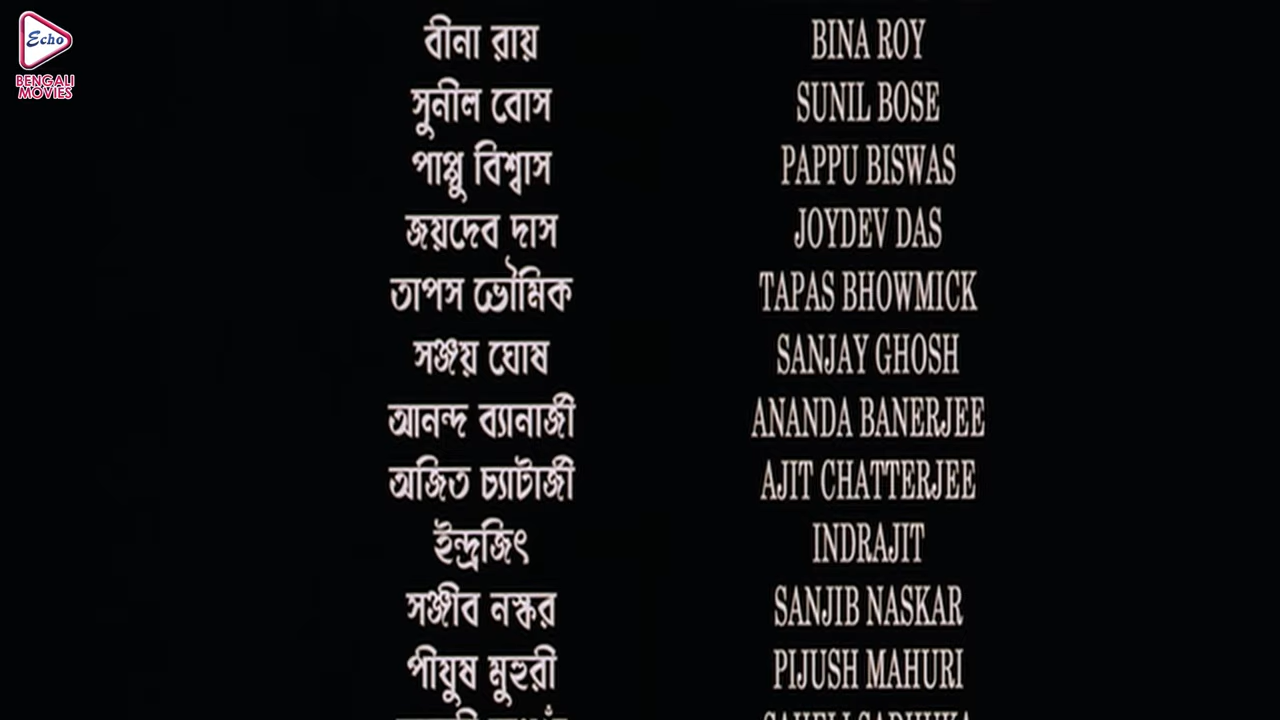 Echo
BENGALI
MOVIES
বীনা রায় BINA ROY
সুনীল বোস SUNIL BOSE
পাপ্পু বিশ্বাস PAPPU BISWAS
জয়দেব দাস JOYDEV DAS
তাপস ভৌমিক TAPAS BHOWMICK
সঞ্জয় ঘোষ SANJAY GHOSH
আনন্দ ব্যানার্জী ANANDA BANERJEE
অজিত চ্যাটার্জী AJIT CHATTERJEE
ইন্দ্রজিৎ INDRAJIT
সঞ্জীব নস্কর SANJIB NASKAR
পীযুষ মুহুরী PIJUSH MAHURI